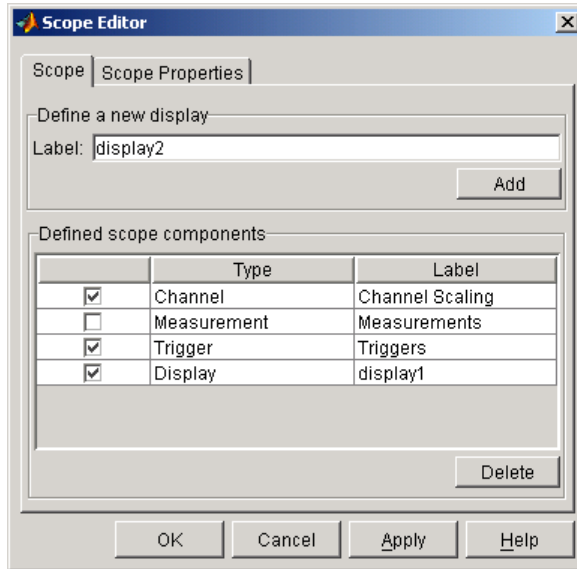 Scope Editor
Scope Scope Properties
Define a new display
Label: display2
Add
Defined scope components
Type Label
Channel Channel Scaling
Measurement Measurements
Trigger Triggers
Display display1
Delete
OK Cancel Apply Help